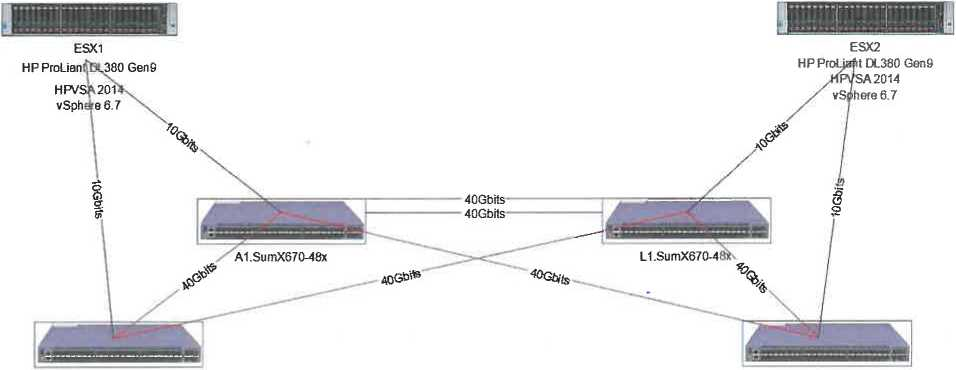 ESX1
HP ProLiant DL380 Gen9
HPVSA 2014
vSphere 6.7
ESX2
HP ProLiant DL380 Gen9
HPVSA 2014
vSphere 6.7
10Gbits
10Gbits
10Gbits
10Gbits
40Gbits
40Gbits
A1.SumX670-48x
L1.SumX670-48x
40Gbits
40Gbits
40Gbits
40Gbits